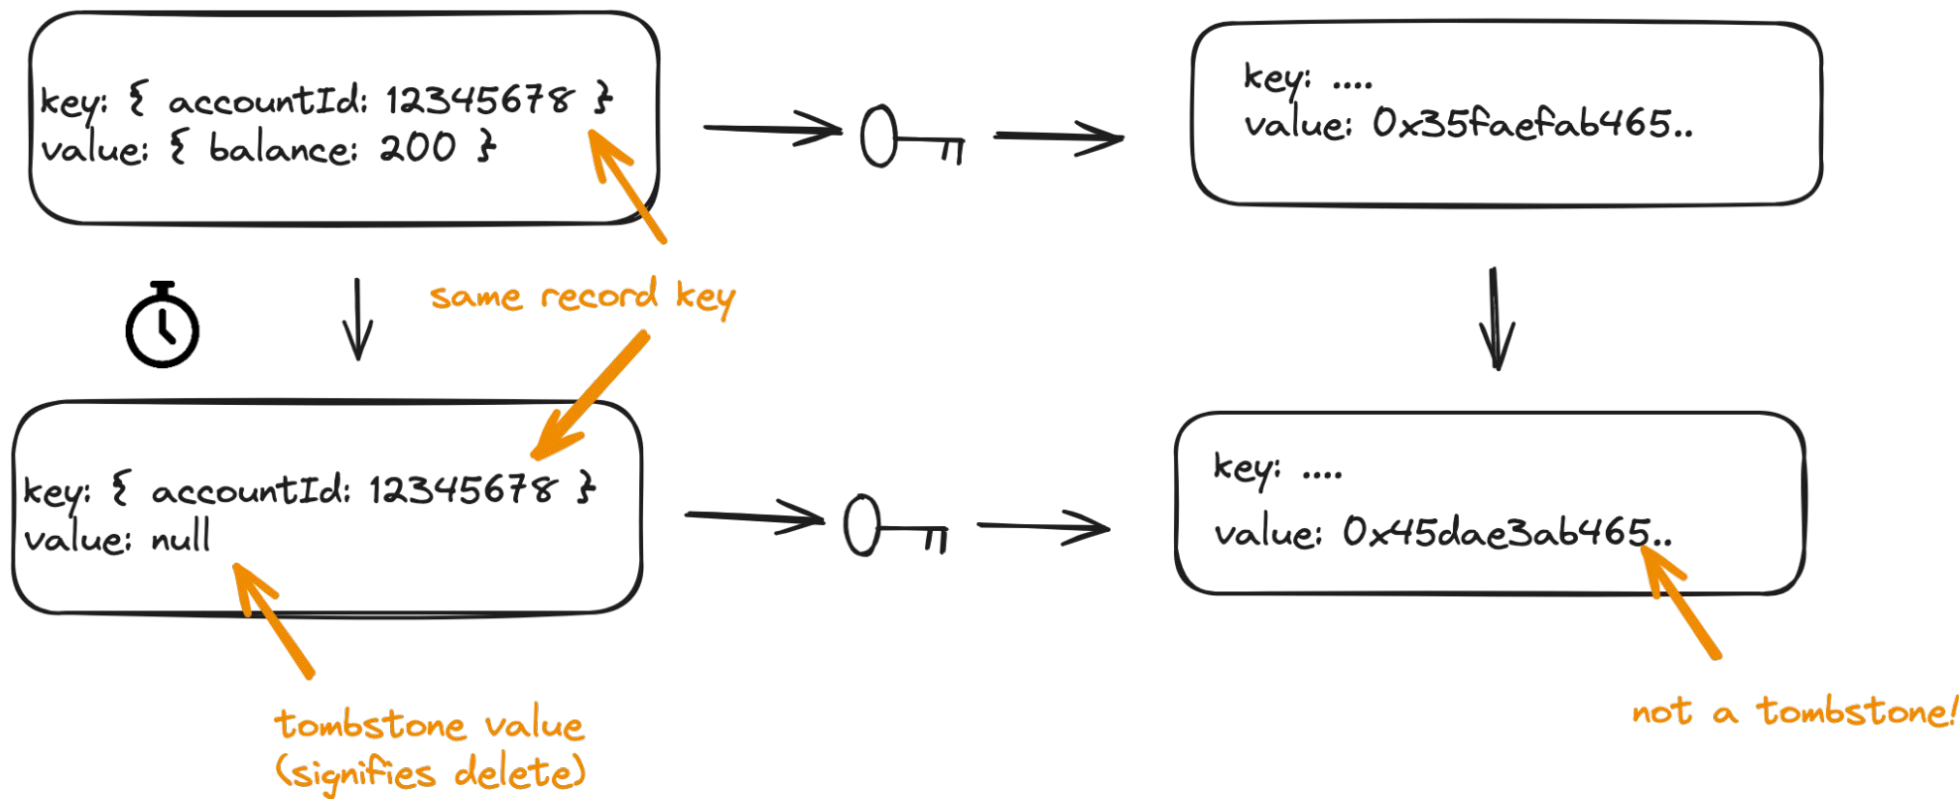 key: { accountId: 12345678 }
value: { balance: 200 }
key: ....
value: 0x35faefab465..
same record key
key: { accountId: 12345678 }
value: null
key: ....
value: 0x45dae3ab465..
tombstone value
(signifies delete)
not a tombstone!